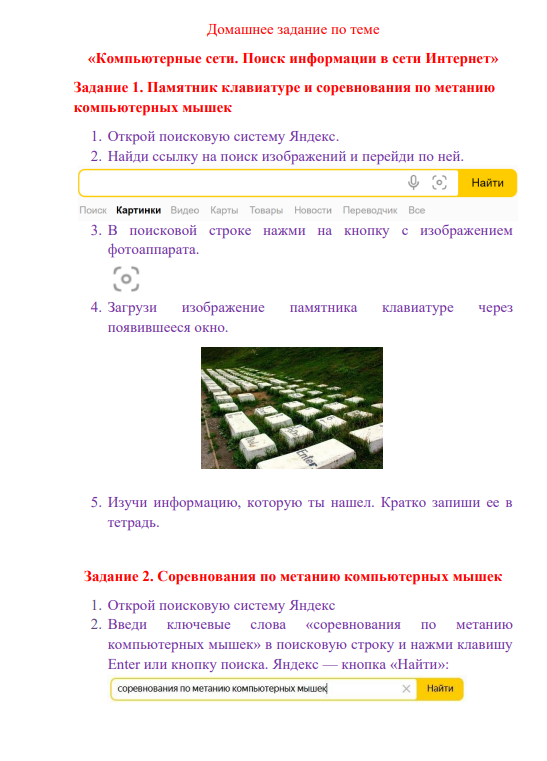 Домашнее задание по теме
«Компьютерные сети. Поиск информации в сети Интернет»
Задание 1. Памятник клавиатуре и соревнования по метанию
компьютерных мышек
1. Открой поисковую систему Яндекс.
2. Найди ссылку на поиск изображений и перейди по ней.
Найти
Поиск Картинки Видео Карты Товары Новости Переводчик Все
3. В поисковой строке нажми на кнопку с изображением
фотоаппарата.
4. Загрузи изображение памятника клавиатуре через
появившееся окно.
Enter
5. Изучи информацию, которую ты нашел. Кратко запиши ее в
тетрадь.
Задание 2. Соревнования по метанию компьютерных мышек
1. Открой поисковую систему Яндекс
2. Введи ключевые слова «соревнования по метанию
компьютерных мышек» в поисковую строку и нажми клавишу
Enter или кнопку поиска. Яндекс — кнопка «Найти»:
соревнования по метанию компьютерных мышек Найти